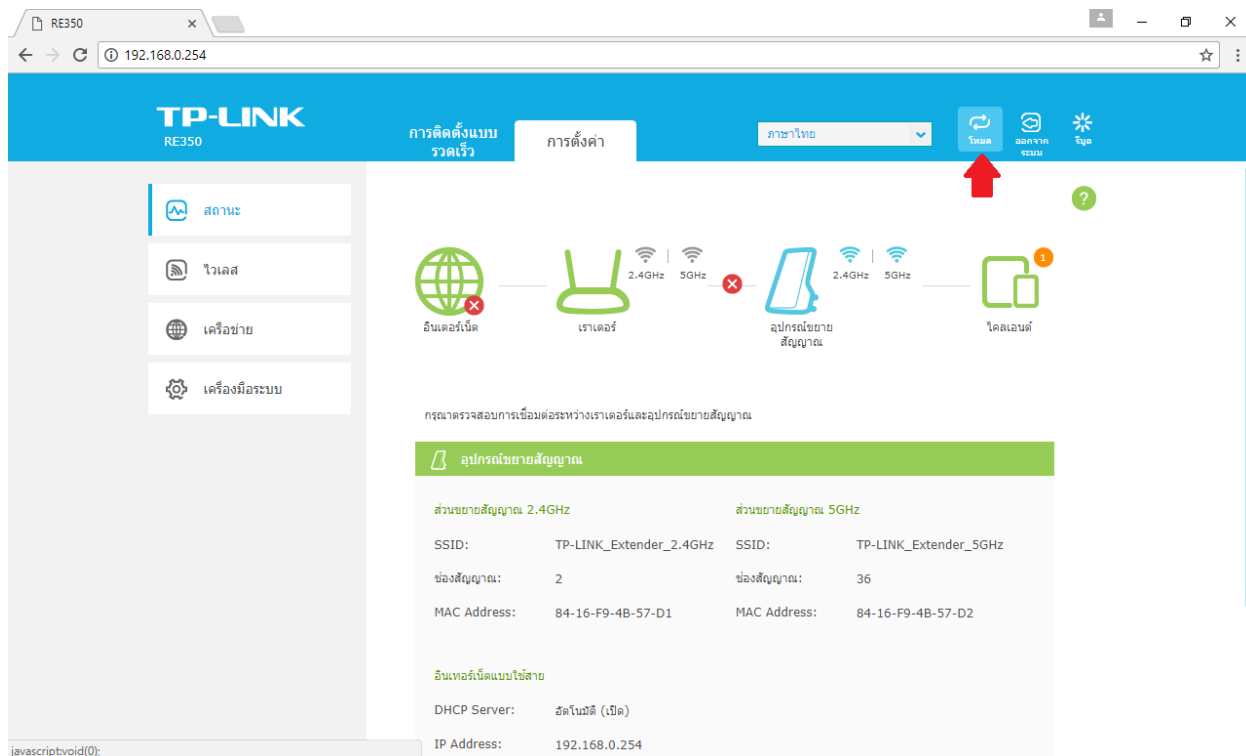 RE350
192.168.0.254
TP-LINK
RE350
การติดตั้งแบบ
รวดเร็ว
การตั้งค่า
ภาษาไทย
โหมด
ออกจาก
ระบบ
รีบูต
สถานะ
ไวเลส
เครือข่าย
เครื่องมือระบบ
?
2.4GHz
5GHz
2.4GHz
5GHz
1
อินเตอร์เน็ต
เราเตอร์
อุปกรณ์ขยาย
สัญญาณ
ไคลเอนต์
กรุณาตรวจสอบการเชื่อมต่อระหว่างเราเตอร์และอุปกรณ์ขยายสัญญาณ
อุปกรณ์ขยายสัญญาณ
ส่วนขยายสัญญาณ 2.4GHz
ส่วนขยายสัญญาณ 5GHz
SSID: TP-LINK_Extender_2.4GHz SSID: TP-LINK_Extender_5GHz
ช่องสัญญาณ: 2 ช่องสัญญาณ: 36
MAC Address: 84-16-F9-4B-57-D1 MAC Address: 84-16-F9-4B-57-D2
อินเทอร์เน็ตแบบใช้สาย
DHCP Server: อัตโนมัติ (เปิด)
IP Address: 192.168.0.254
javascript:void(0);